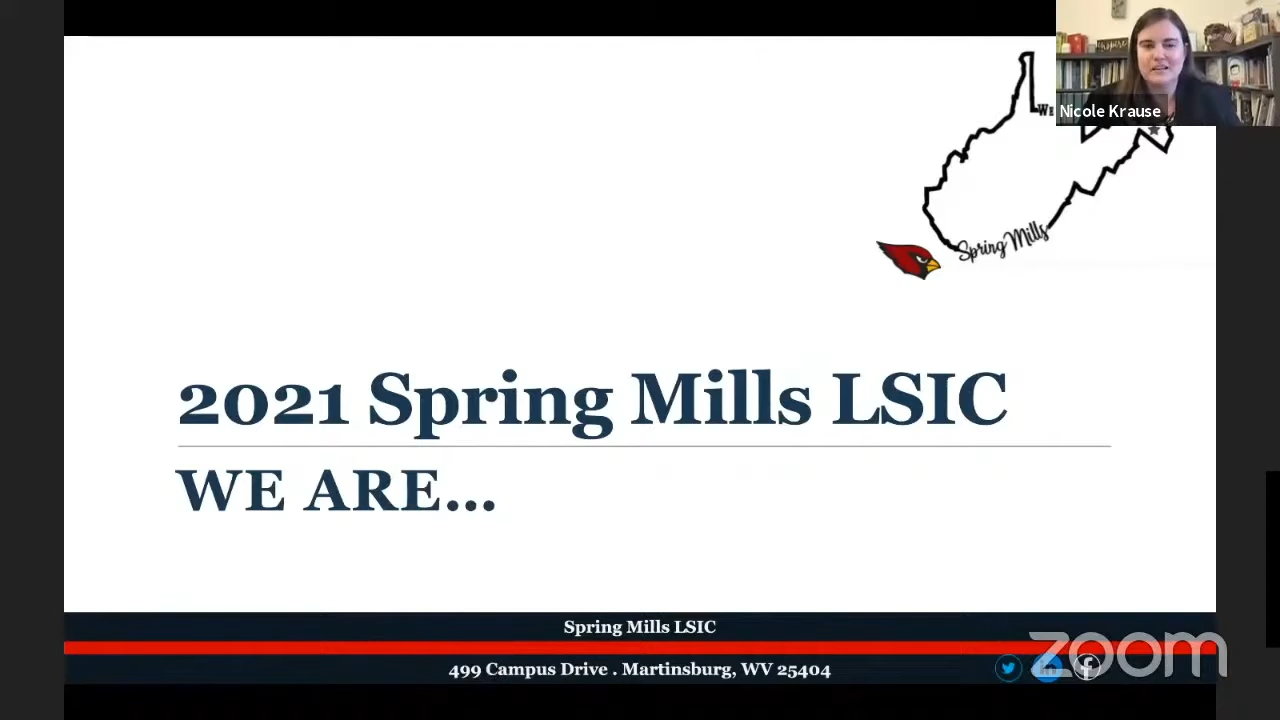 We
Nicole Krause
Spring Mills
2021 Spring Mills LSIC
WE ARE...
Spring Mills LSIC
499 Campus Drive . Martinsburg, WV 25404
zoom